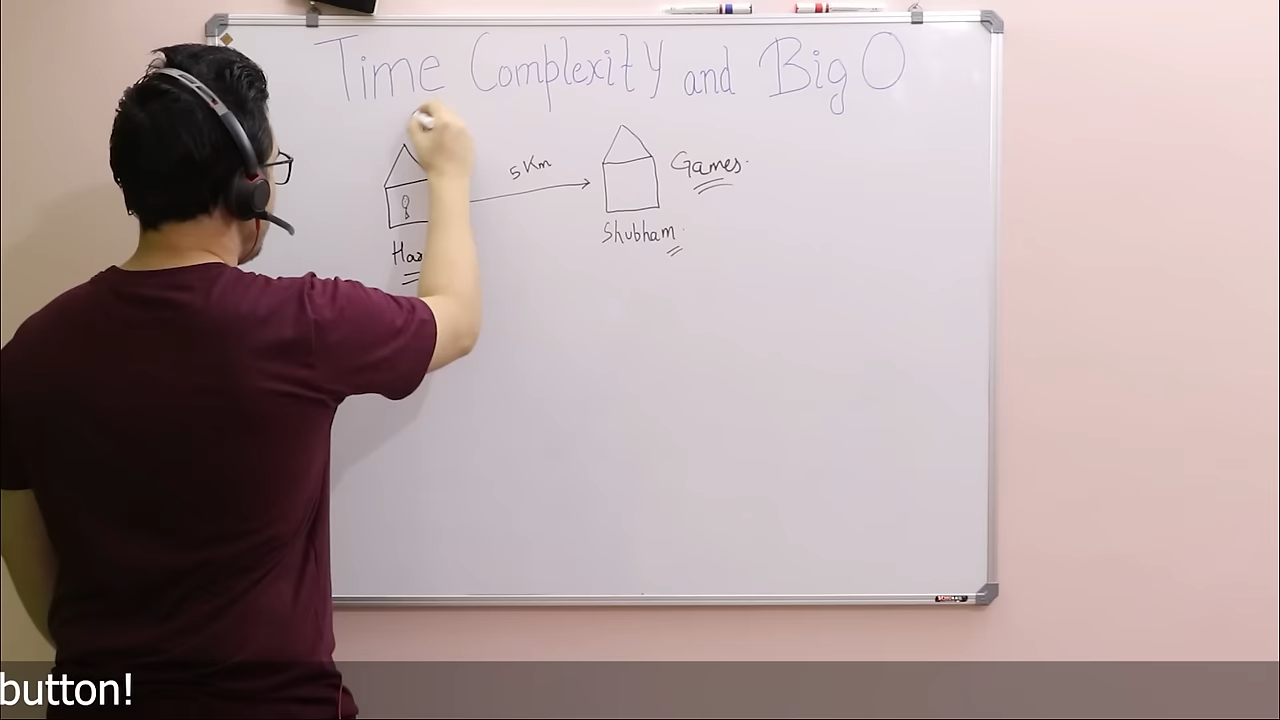 Time Complexity and Big O
5 Km
Games.
Shubham.
button!